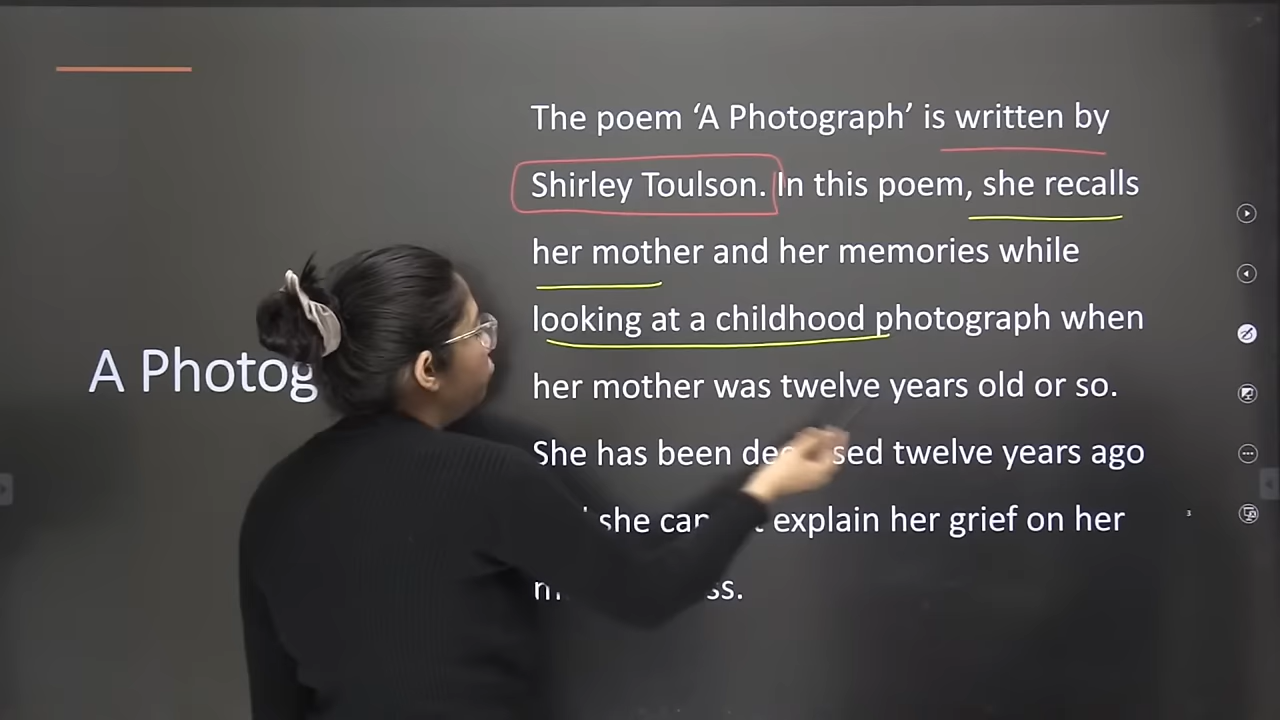 The poem ‘A Photograph’ is written by
Shirley Toulson. In this poem, she recalls
her mother and her memories while
looking at a childhood photograph when
A Photog
her mother was twelve years old or so.
She has been sed twelve years ago
she explain her grief on her
3